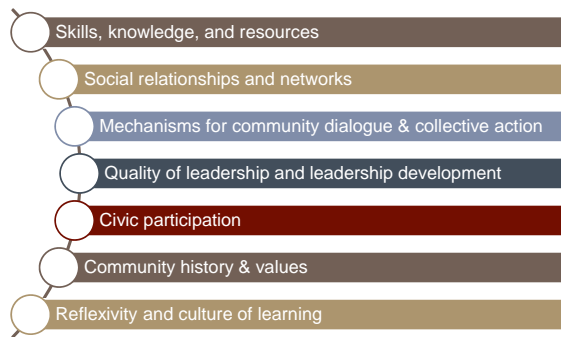 Skills, knowledge, and resources
Social relationships and networks
Mechanisms for community dialogue & collective action
Quality of leadership and leadership development
Civic participation
Community history & values
Reflexivity and culture of learning